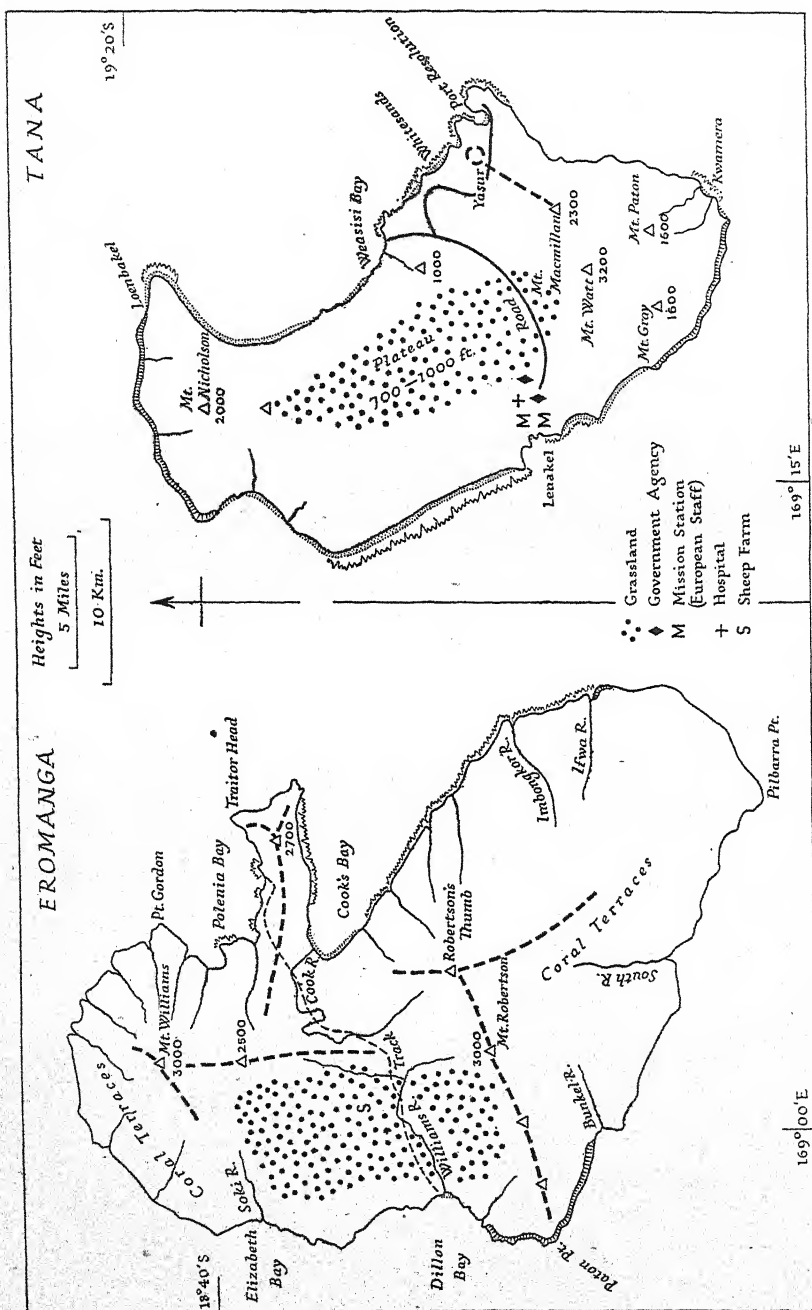 EROMANGA
Heights in Feet
5 Miles
10 Km.
TANA
18°40'S
Coral Terraces
Mt. Williams
3000
Pt. Gordon
Polenia Bay
Traitor Head
2700
2500
Soki R.
Elizabeth
Bay
S
Cook R.
Cook's Bay
Track
Williams R.
Dillon
Bay
3000
Mt. Robertson
Robertson's
Thumb
Imbongkor R.
Ifwa R.
Paton Pt.
Bunkel R.
Coral Terraces
South R.
Pilbarra Pt.
169°00'E
19°20'S
Loenbakel
Mt.
Nicholson
2000
Weasisi Bay
Whitesands
Port Resolution
1000
Yasur
Plateau
700–1000 ft.
Road
Mt.
Macmillan
2300
M
M
Lenakel
Mt. Watt
3200
Mt. Gray
1600
Mt. Paton
1600
Kwamera
169°15'E
Grassland
Government Agency
M Mission Station
(European Staff)
+ Hospital
S Sheep Farm